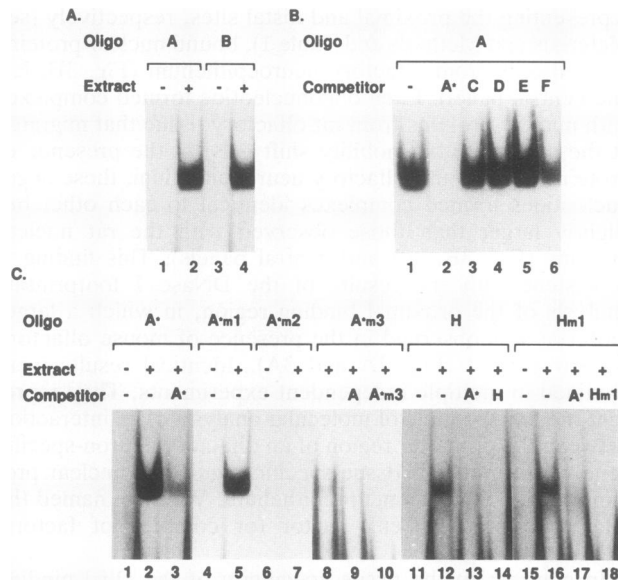 A.
B.
Oligo A B
Oligo A
Extract - + - +
Competitor - A* C D E F
1 2 3 4
1 2 3 4 5 6
C.
Oligo A* A*m1 A*m2 A*m3 H Hm1
Extract - + + - + - + + + + - + + + - + + +
Competitor - A* - A* A*m3 - A* H - A* Hm1
1 2 3 4 5 6 7 8 9 10 11 12 13 14 15 16 17 18